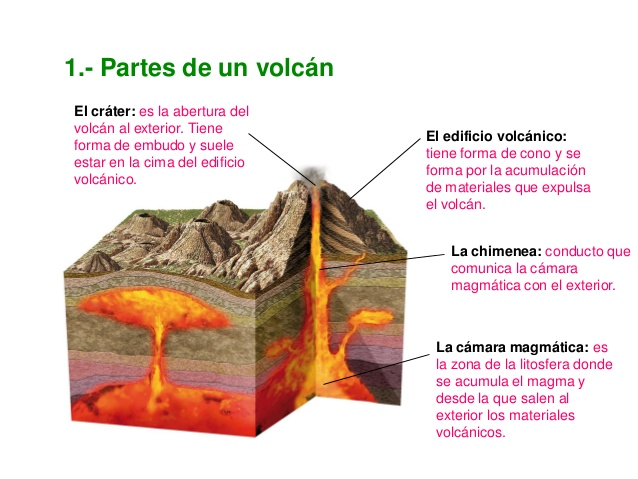 1.- Partes de un volcán
El cráter: es la abertura del
volcán al exterior. Tiene
forma de embudo y suele
estar en la cima del edificio
volcánico.
El edificio volcánico:
tiene forma de cono y se
forma por la acumulación
de materiales que expulsa
el volcán.
La chimenea: conducto que
comunica la cámara
magmática con el exterior.
La cámara magmática: es
la zona de la litosfera donde
se acumula el magma y
desde la que salen al
exterior los materiales
volcánicos.